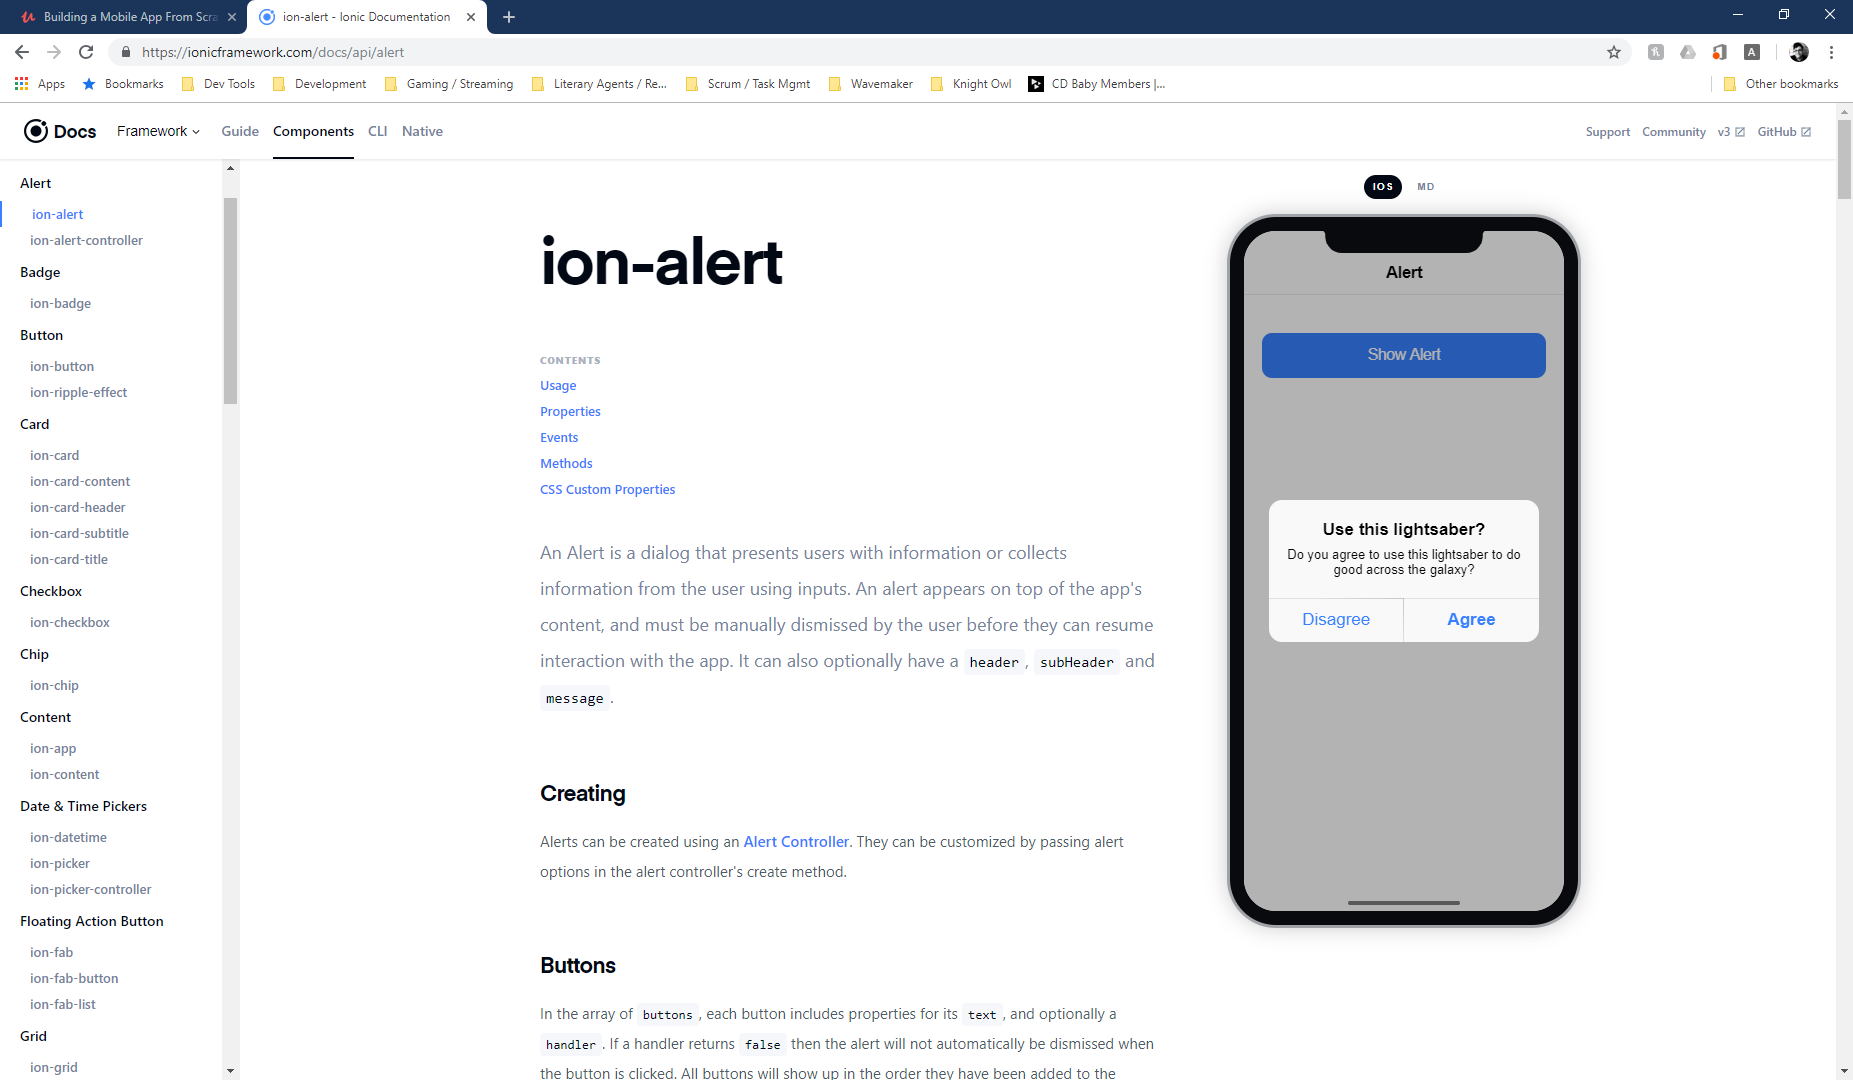 Building a Mobile App From Scra
ion-alert - Ionic Documentation
https://ionicframework.com/docs/api/alert
Apps
Bookmarks
Dev Tools
Development
Gaming / Streaming
Literary Agents / Re...
Scrum / Task Mgmt
Wavemaker
Knight Owl
CD Baby Members |...
Other bookmarks
Docs
Framework
Guide
Components
CLI
Native
Support
Community
v3
GitHub
Alert
ion-alert
ion-alert-controller
Badge
ion-badge
Button
ion-button
ion-ripple-effect
Card
ion-card
ion-card-content
ion-card-header
ion-card-subtitle
ion-card-title
Checkbox
ion-checkbox
Chip
ion-chip
Content
ion-app
ion-content
Date & Time Pickers
ion-datetime
ion-picker
ion-picker-controller
Floating Action Button
ion-fab
ion-fab-button
ion-fab-list
Grid
ion-grid
ion-alert
CONTENTS
Usage
Properties
Events
Methods
CSS Custom Properties
An Alert is a dialog that presents users with information or collects
information from the user using inputs. An alert appears on top of the app's
content, and must be manually dismissed by the user before they can resume
interaction with the app. It can also optionally have a header, subHeader and
message.
Creating
Alerts can be created using an Alert Controller. They can be customized by passing alert
options in the alert controller's create method.
Buttons
In the array of buttons, each button includes properties for its text, and optionally a
handler. If a handler returns false then the alert will not automatically be dismissed when
the button is clicked. All buttons will show up in the order they have been added to the
IOS
MD
Alert
Show Alert
Use this lightsaber?
Do you agree to use this lightsaber to do
good across the galaxy?
Disagree
Agree